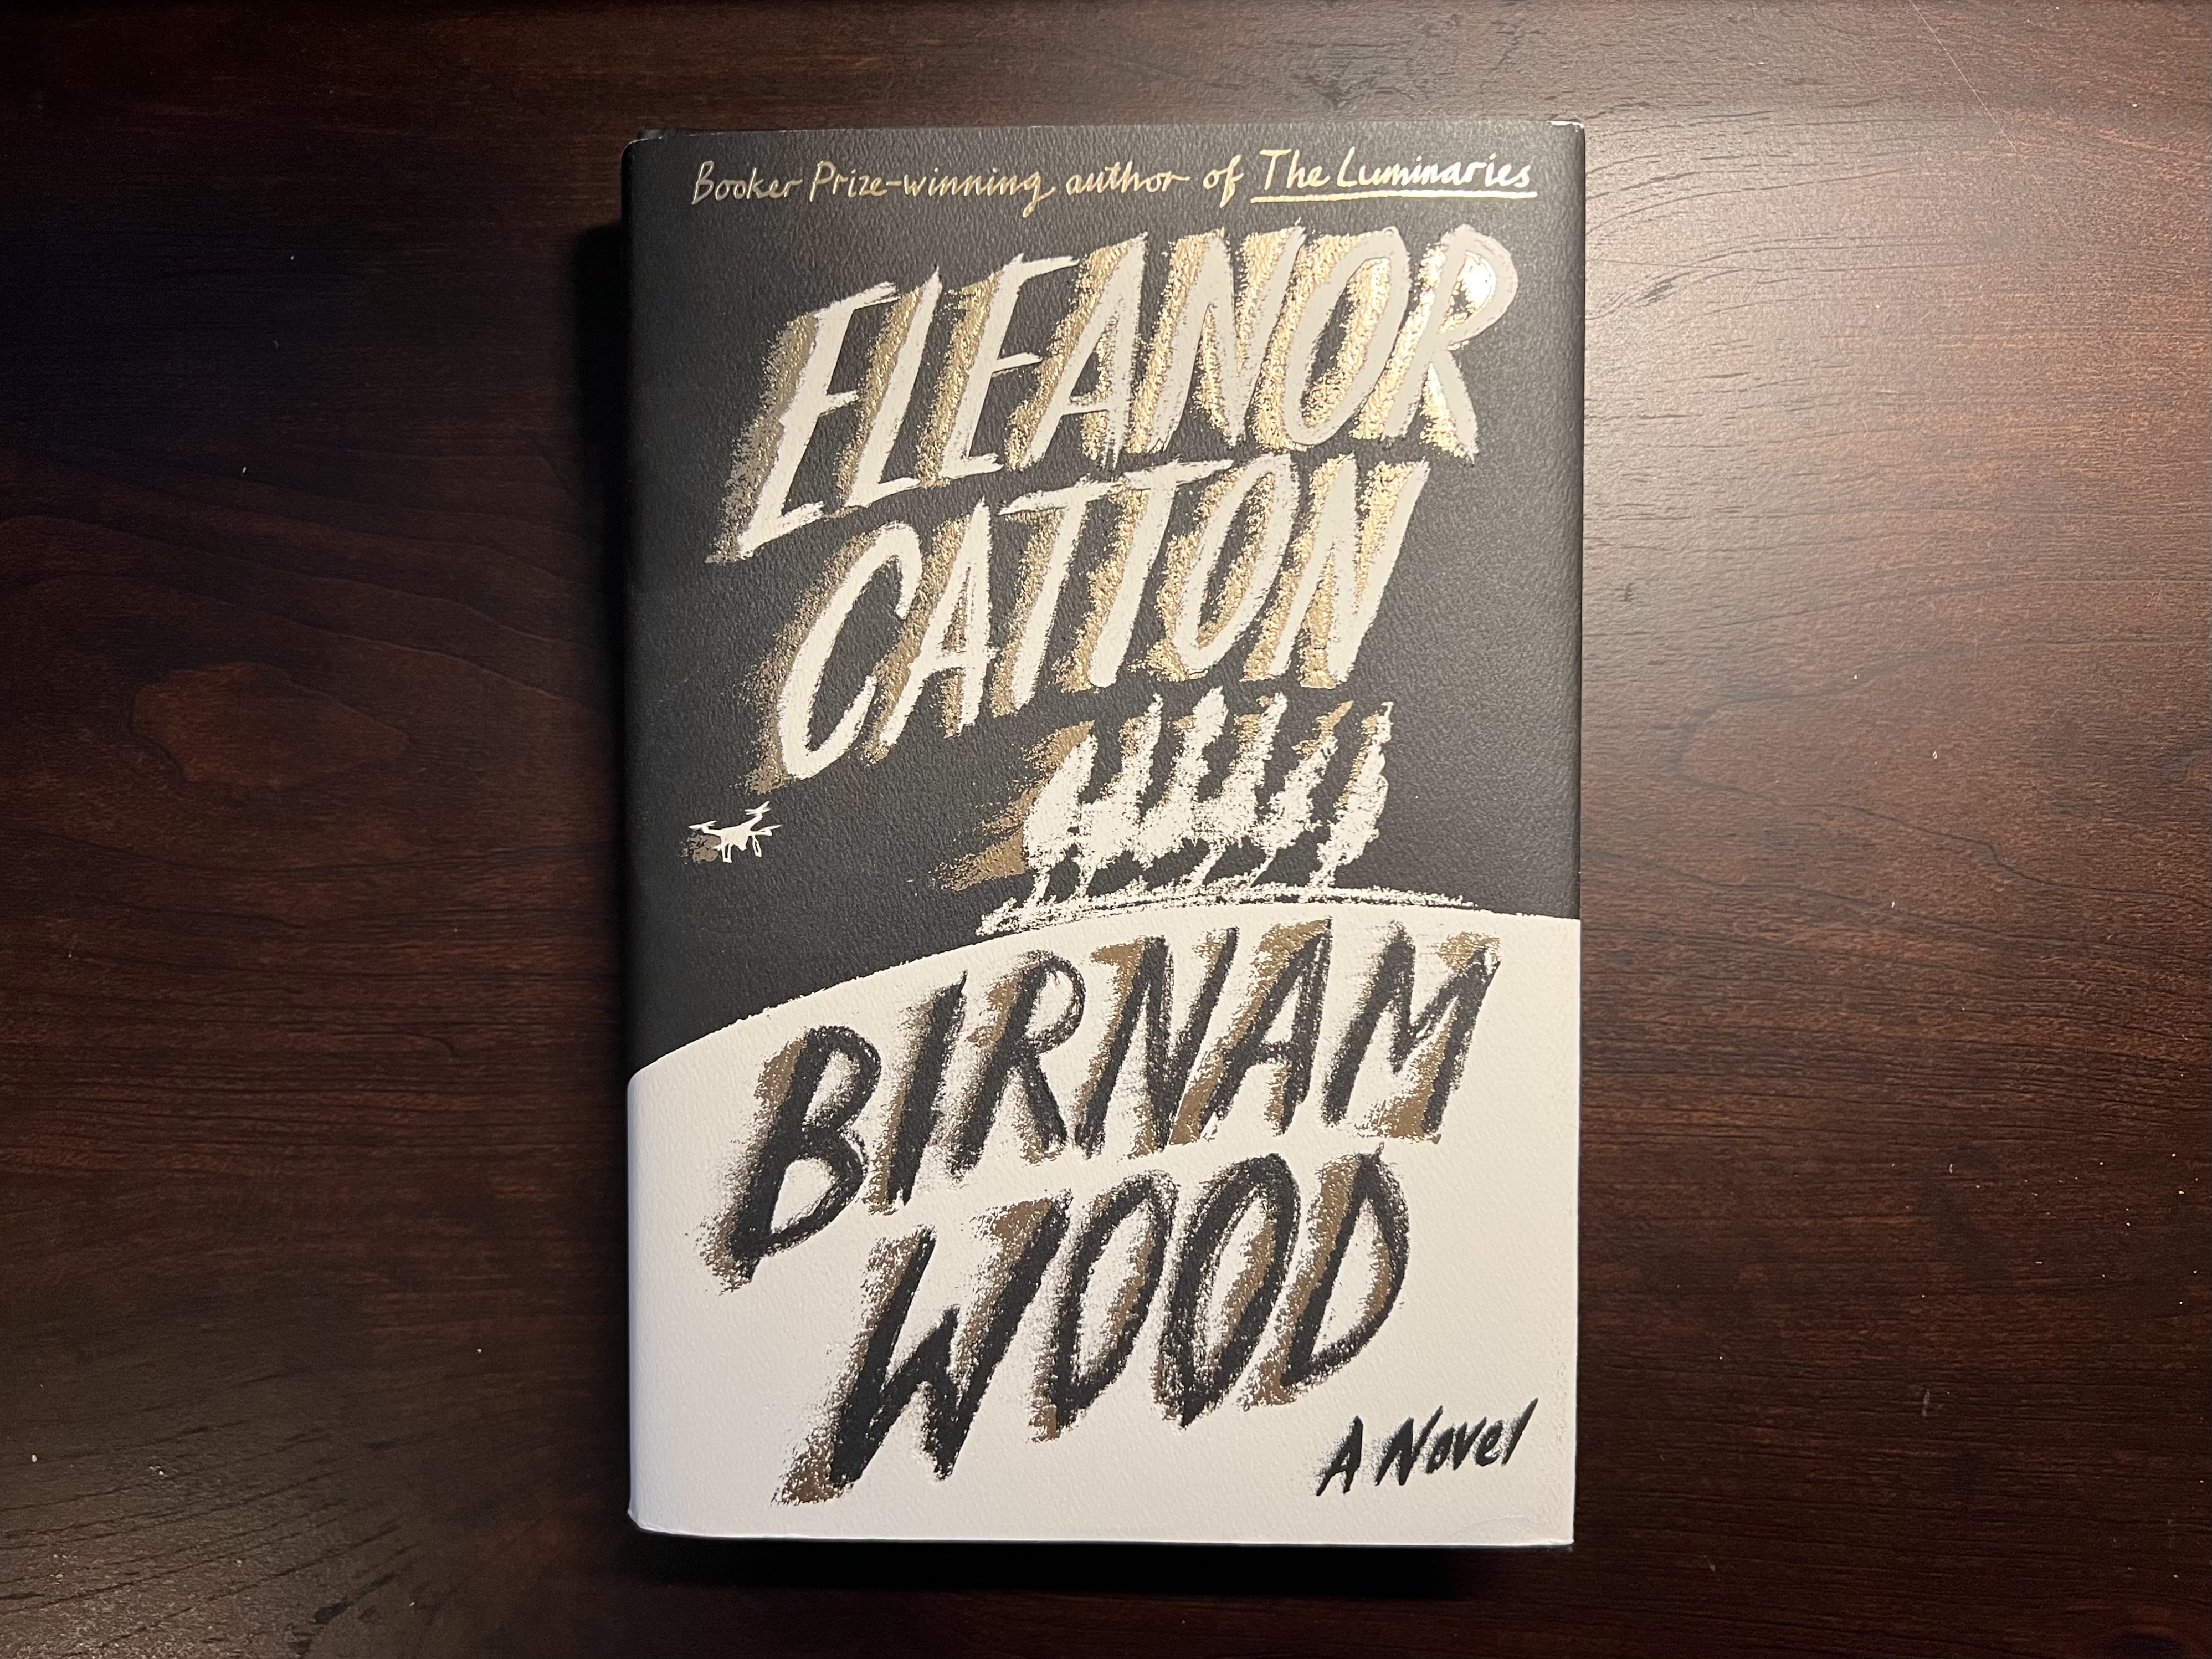 Booker Prize-winning author of The Luminaries
ELEANOR
CATTON
BIRNAM
WOOD
A Novel